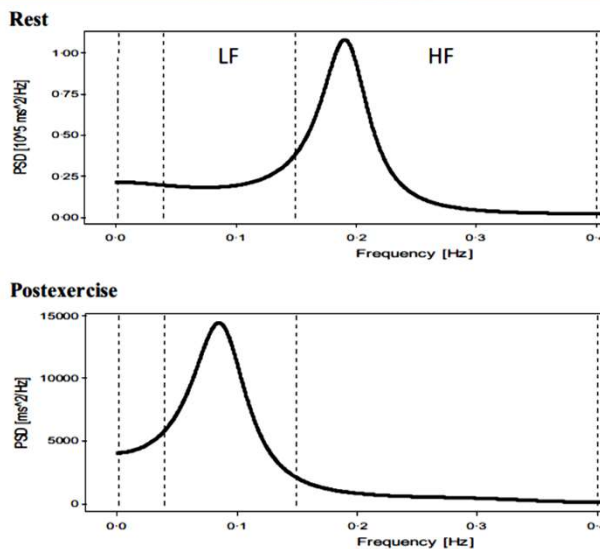 Rest
LF HF
PSD [10^5 ms^2/Hz]
1·00
0·75
0·50
0·25
0·00
0·0 0·1 0·2 0·3 0·4
Frequency [Hz]
Postexercise
PSD [ms^2/Hz]
15000
10000
5000
0
0·0 0·1 0·2 0·3
Frequency [Hz]